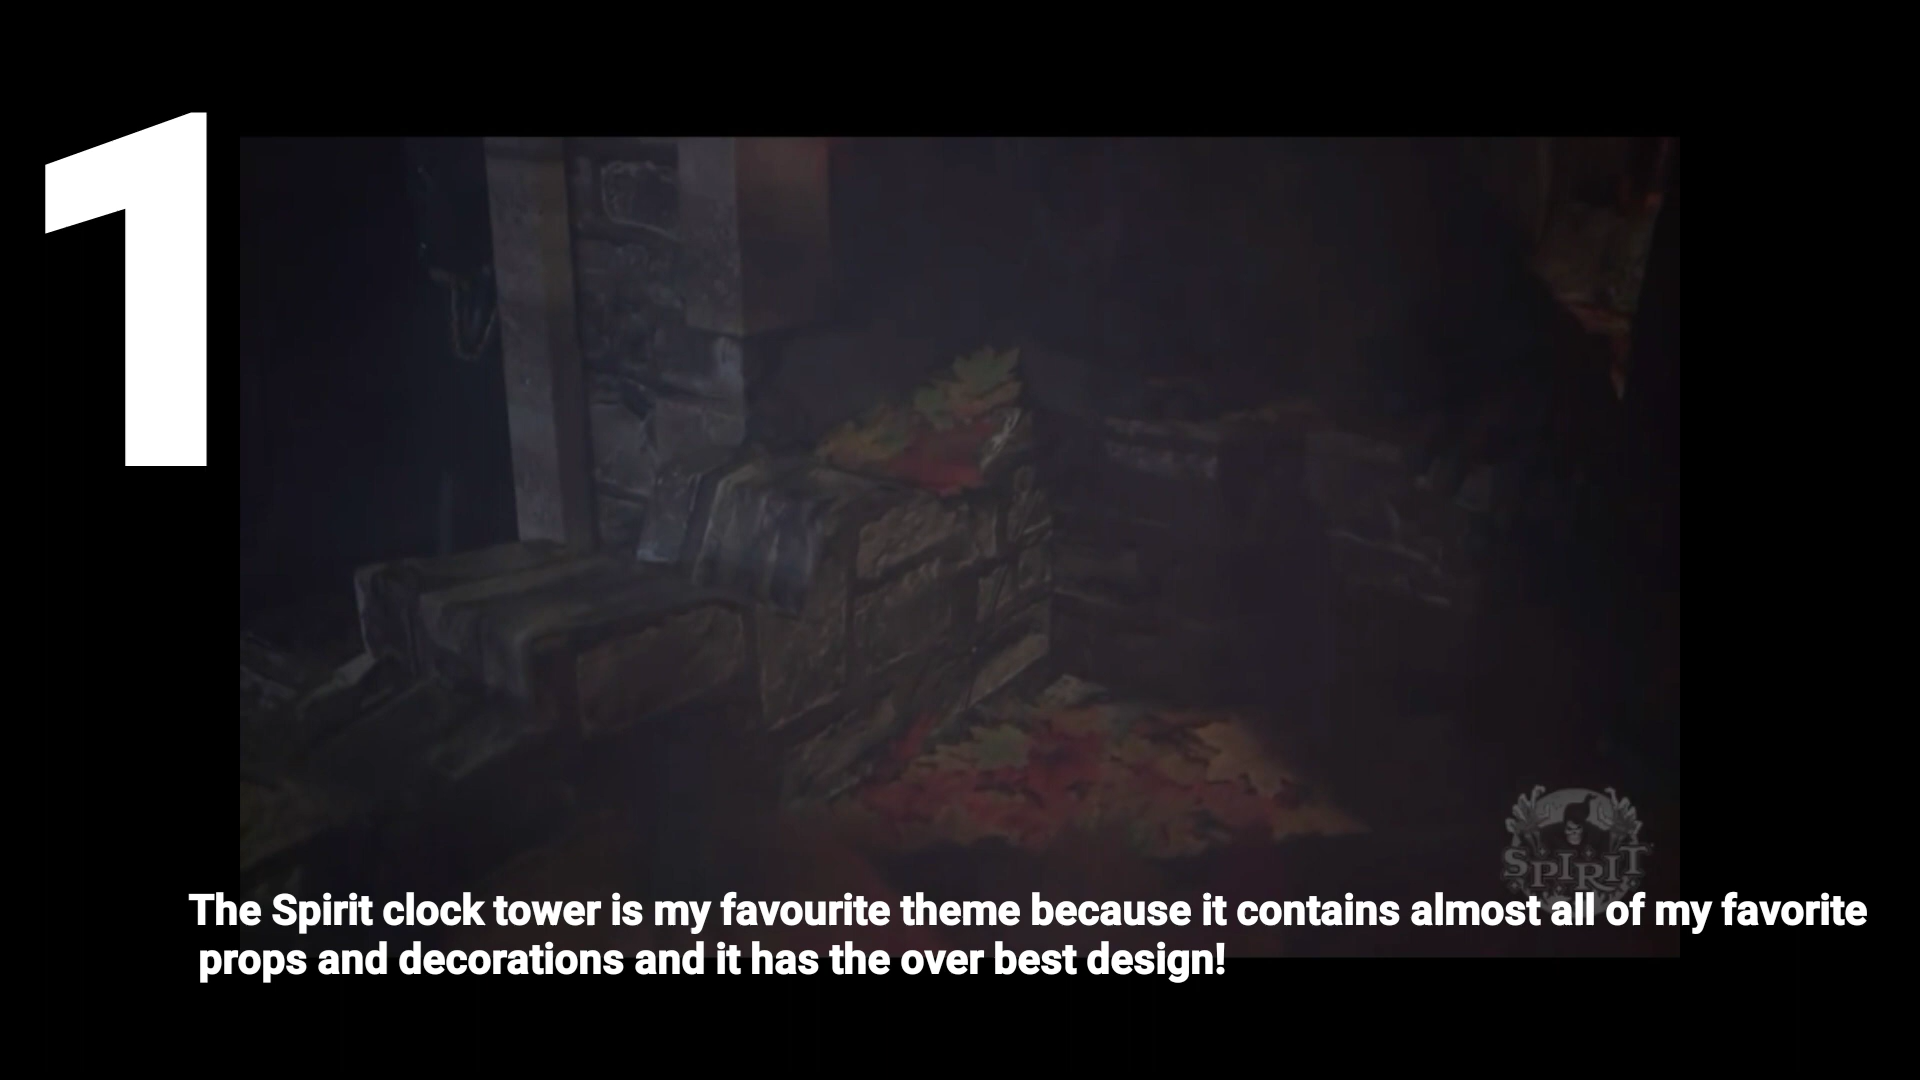 1
SPIRIT
The Spirit clock tower is my favourite theme because it contains almost all of my favorite
props and decorations and it has the over best design!